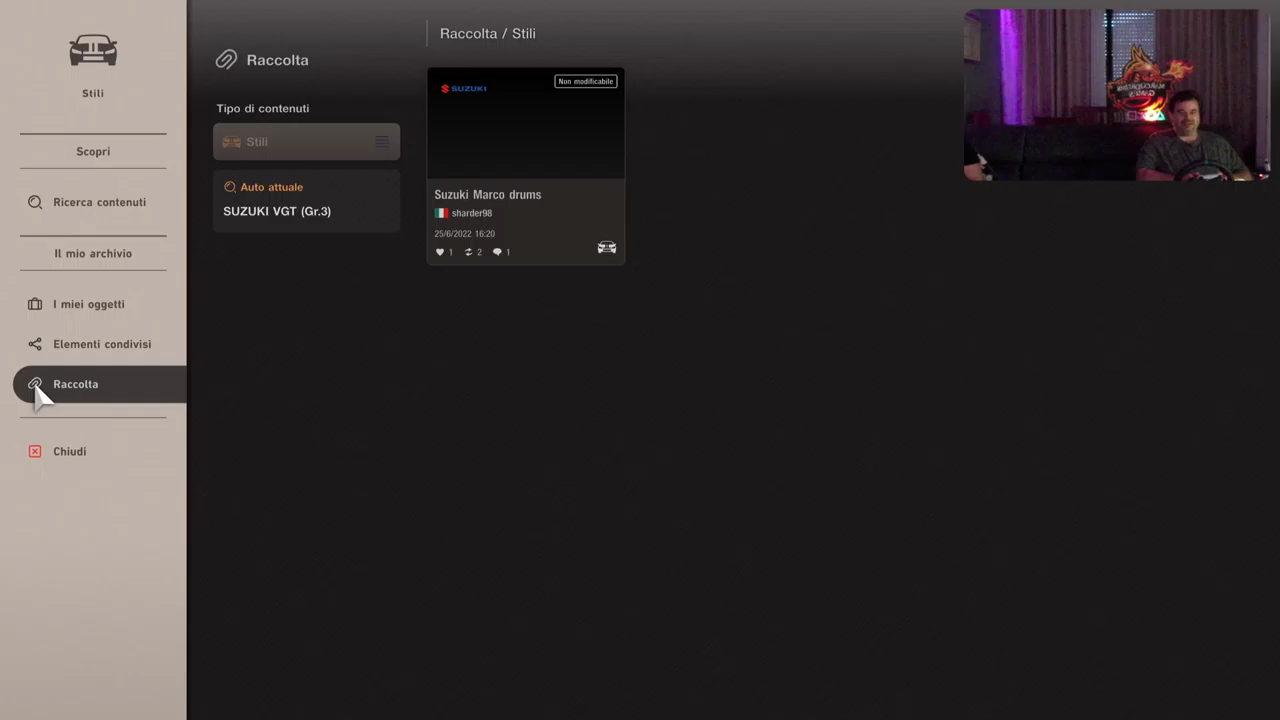 Stili
Scopri
Ricerca contenuti
Il mio archivio
I miei oggetti
Elementi condivisi
Raccolta
Chiudi
Raccolta
Tipo di contenuti
Stili
Auto attuale
SUZUKI VGT (Gr.3)
Raccolta / Stili
SUZUKI
Non modificabile
Suzuki Marco drums
sharder98
25/6/2022 16:20
1 2 1